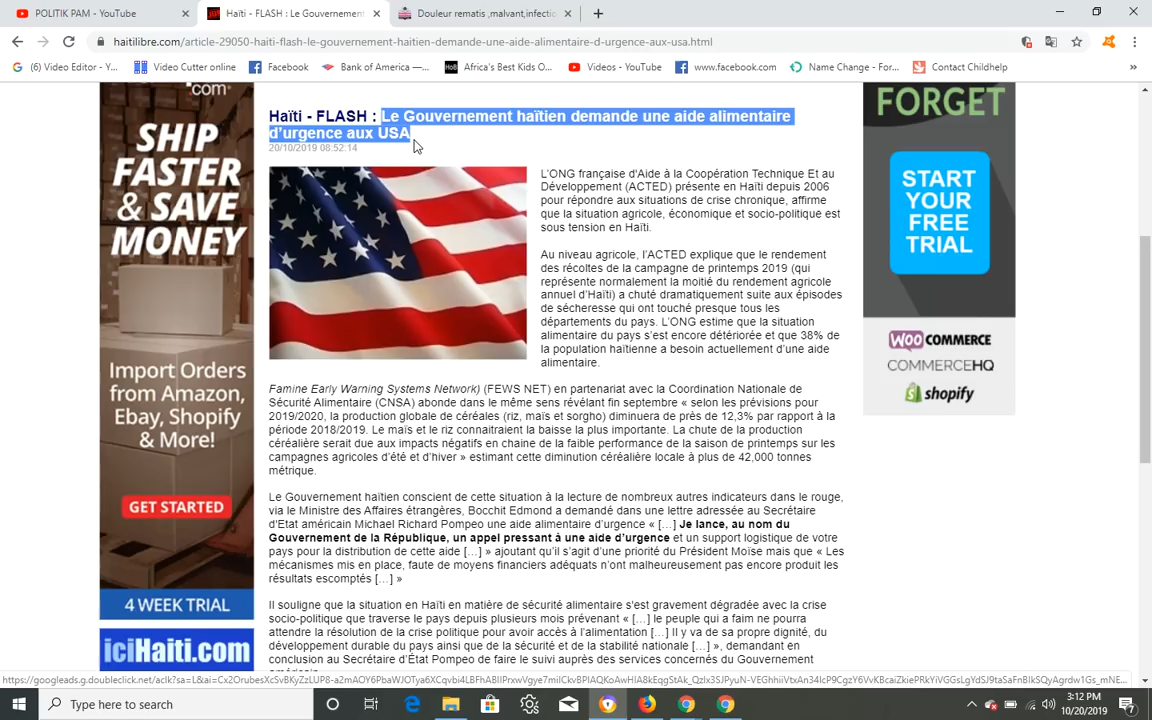 POLITIK PAM - YouTube
Haïti - FLASH : Le Gouvernement
Douleur rematis ,malvant,infectio
haitilibre.com/article-29050-haiti-flash-le-gouvernement-haitien-demande-une-aide-alimentaire-d-urgence-aux-usa.html
(6) Video Editor - Y...
Video Cutter online
Facebook
Bank of America —...
Africa's Best Kids O...
Videos - YouTube
www.facebook.com
Name Change - For...
Contact Childhelp
.com
SHIP
FASTER
& SAVE
MONEY
Import Orders
from Amazon,
Ebay, Shopify
& More!
GET STARTED
4 WEEK TRIAL
iciHaiti.com
Haïti - FLASH : Le Gouvernement haïtien demande une aide alimentaire
d'urgence aux USA
20/10/2019 08:52:14
L'ONG française d'Aide à la Coopération Technique Et au
Développement (ACTED) présente en Haïti depuis 2006
pour répondre aux situations de crise chronique, affirme
que la situation agricole, économique et socio-politique est
sous tension en Haïti.
Au niveau agricole, l'ACTED explique que le rendement
des récoltes de la campagne de printemps 2019 (qui
représente normalement la moitié du rendement agricole
annuel d'Haïti) a chuté dramatiquement suite aux épisodes
de sécheresse qui ont touché presque tous les
départements du pays. L'ONG estime que la situation
alimentaire du pays s'est encore détériorée et que 38% de
la population haïtienne a besoin actuellement d'une aide
alimentaire.
Famine Early Warning Systems Network) (FEWS NET) en partenariat avec la Coordination Nationale de
Sécurité Alimentaire (CNSA) abonde dans le même sens révélant fin septembre « selon les prévisions pour
2019/2020, la production globale de céréales (riz, maïs et sorgho) diminuera de près de 12,3% par rapport à la
période 2018/2019. Le maïs et le riz connaitraient la baisse la plus importante. La chute de la production
céréalière serait due aux impacts négatifs en chaine de la faible performance de la saison de printemps sur les
campagnes agricoles d'été et d'hiver » estimant cette diminution céréalière locale à plus de 42,000 tonnes
métrique.
Le Gouvernement haïtien conscient de cette situation à la lecture de nombreux autres indicateurs dans le rouge,
via le Ministre des Affaires étrangères, Bocchit Edmond a demandé dans une lettre adressée au Secrétaire
d'Etat américain Michael Richard Pompeo une aide alimentaire d'urgence « [...] Je lance, au nom du
Gouvernement de la République, un appel pressant à une aide d'urgence et un support logistique de votre
pays pour la distribution de cette aide [...] » ajoutant qu'il s'agit d'une priorité du Président Moïse mais que « Les
mécanismes mis en place, faute de moyens financiers adéquats n'ont malheureusement pas encore produit les
résultats escomptés [...] »
Il souligne que la situation en Haïti en matière de sécurité alimentaire s'est gravement dégradée avec la crise
socio-politique que traverse le pays depuis plusieurs mois prévenant « [...] le peuple qui a faim ne pourra
attendre la résolution de la crise politique pour avoir accès à l'alimentation [...] Il y va de sa propre dignité, du
développement durable du pays ainsi que de la sécurité et de la stabilité nationale [...] », demandant en
conclusion au Secrétaire d'État Pompeo de faire le suivi auprès des services concernés du Gouvernement
FORGET
START
YOUR
FREE
TRIAL
WOO COMMERCE
COMMERCEHQ
shopify
Type here to search
3:12 PM
10/20/2019
7